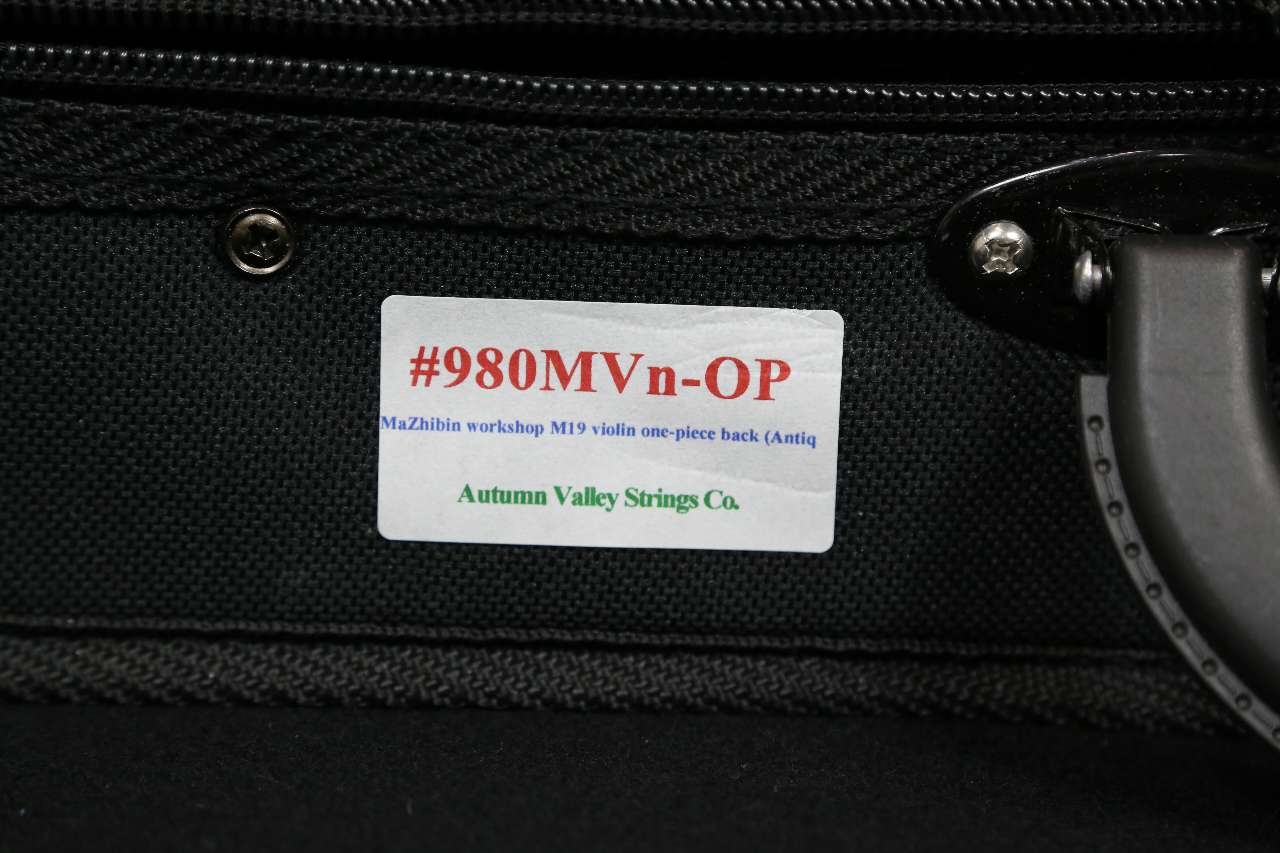 #980MVn-OP
MaZhibin workshop M19 violin one-piece back (Antiq
Autumn Valley Strings Co.